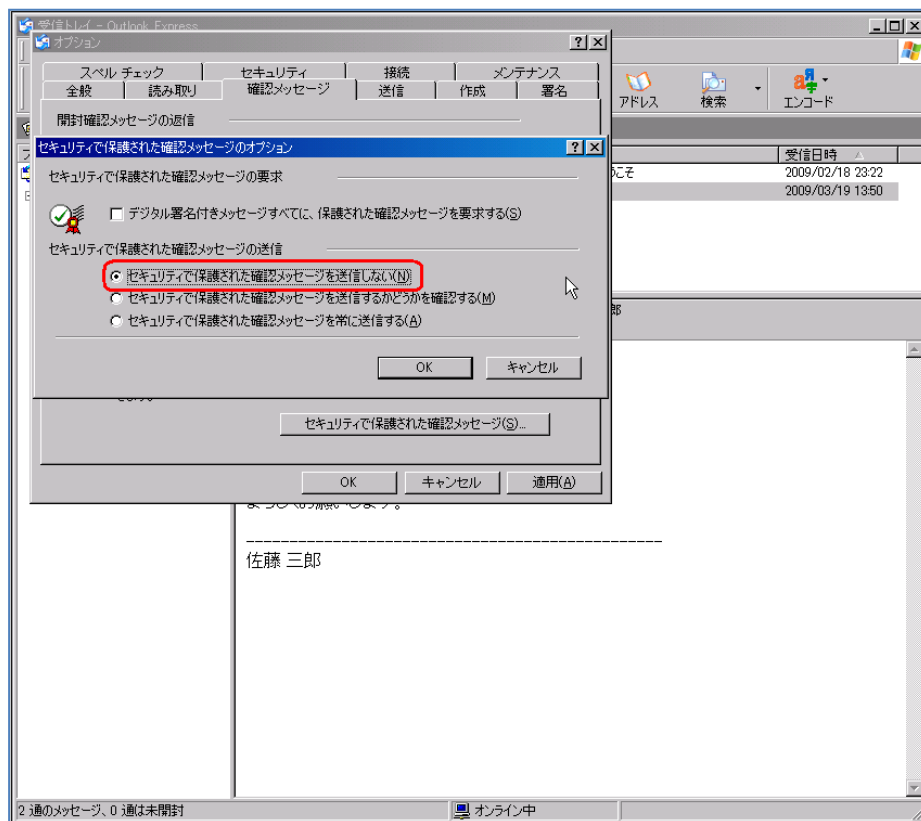 受信トレイ - Outlook Express
オプション
スペル チェック
セキュリティ
接続
メンテナンス
全般
読み取り
確認メッセージ
送信
作成
署名
アドレス
検索
エンコード
開封確認メッセージの返信
セキュリティで保護された確認メッセージのオプション
受信日時
セキュリティで保護された確認メッセージの要求
2009/02/18 23:22
2009/03/19 13:50
デジタル署名付きメッセージすべてに、保護された確認メッセージを要求する(S)
セキュリティで保護された確認メッセージの送信
セキュリティで保護された確認メッセージを送信しない(N)
セキュリティで保護された確認メッセージを送信するかどうかを確認する(M)
セキュリティで保護された確認メッセージを常に送信する(A)
郎
OK
キャンセル
セキュリティで保護された確認メッセージ(S)...
OK
キャンセル
適用(A)
よろしくお願いします。
佐藤 三郎
2 通のメッセージ、0 通は未開封
オンライン中